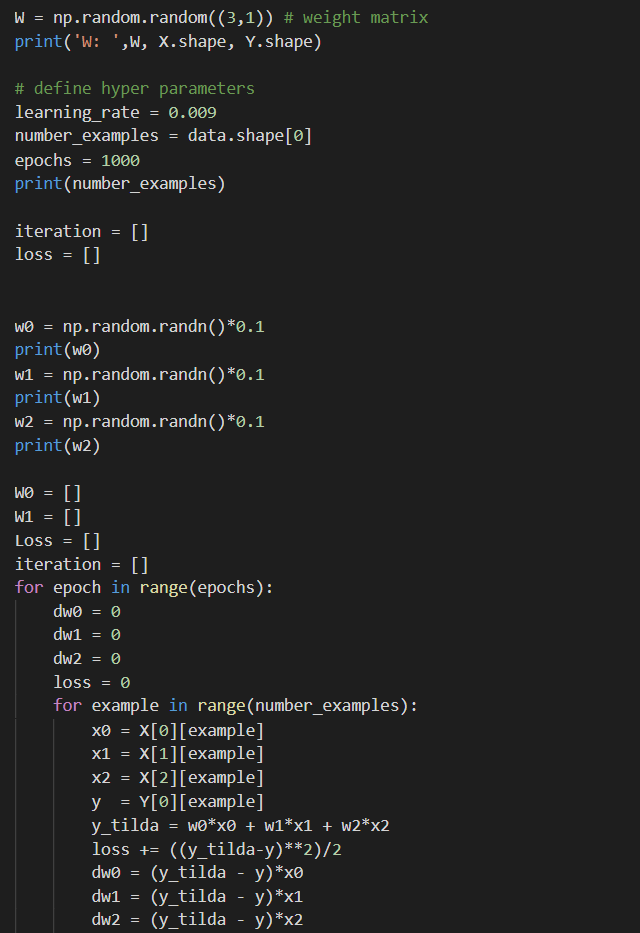 W = np.random.random((3,1)) # weight matrix
print('W: ',W, X.shape, Y.shape)

# define hyper parameters
learning_rate = 0.009
number_examples = data.shape[0]
epochs = 1000
print(number_examples)

iteration = []
loss = []


w0 = np.random.randn()*0.1
print(w0)
w1 = np.random.randn()*0.1
print(w1)
w2 = np.random.randn()*0.1
print(w2)

W0 = []
W1 = []
Loss = []
iteration = []
for epoch in range(epochs):
    dw0 = 0
    dw1 = 0
    dw2 = 0
    loss = 0
    for example in range(number_examples):
        x0 = X[0][example]
        x1 = X[1][example]
        x2 = X[2][example]
        y  = Y[0][example]
        y_tilda = w0*x0 + w1*x1 + w2*x2
        loss += ((y_tilda-y)**2)/2
        dw0 = (y_tilda - y)*x0
        dw1 = (y_tilda - y)*x1
        dw2 = (y_tilda - y)*x2